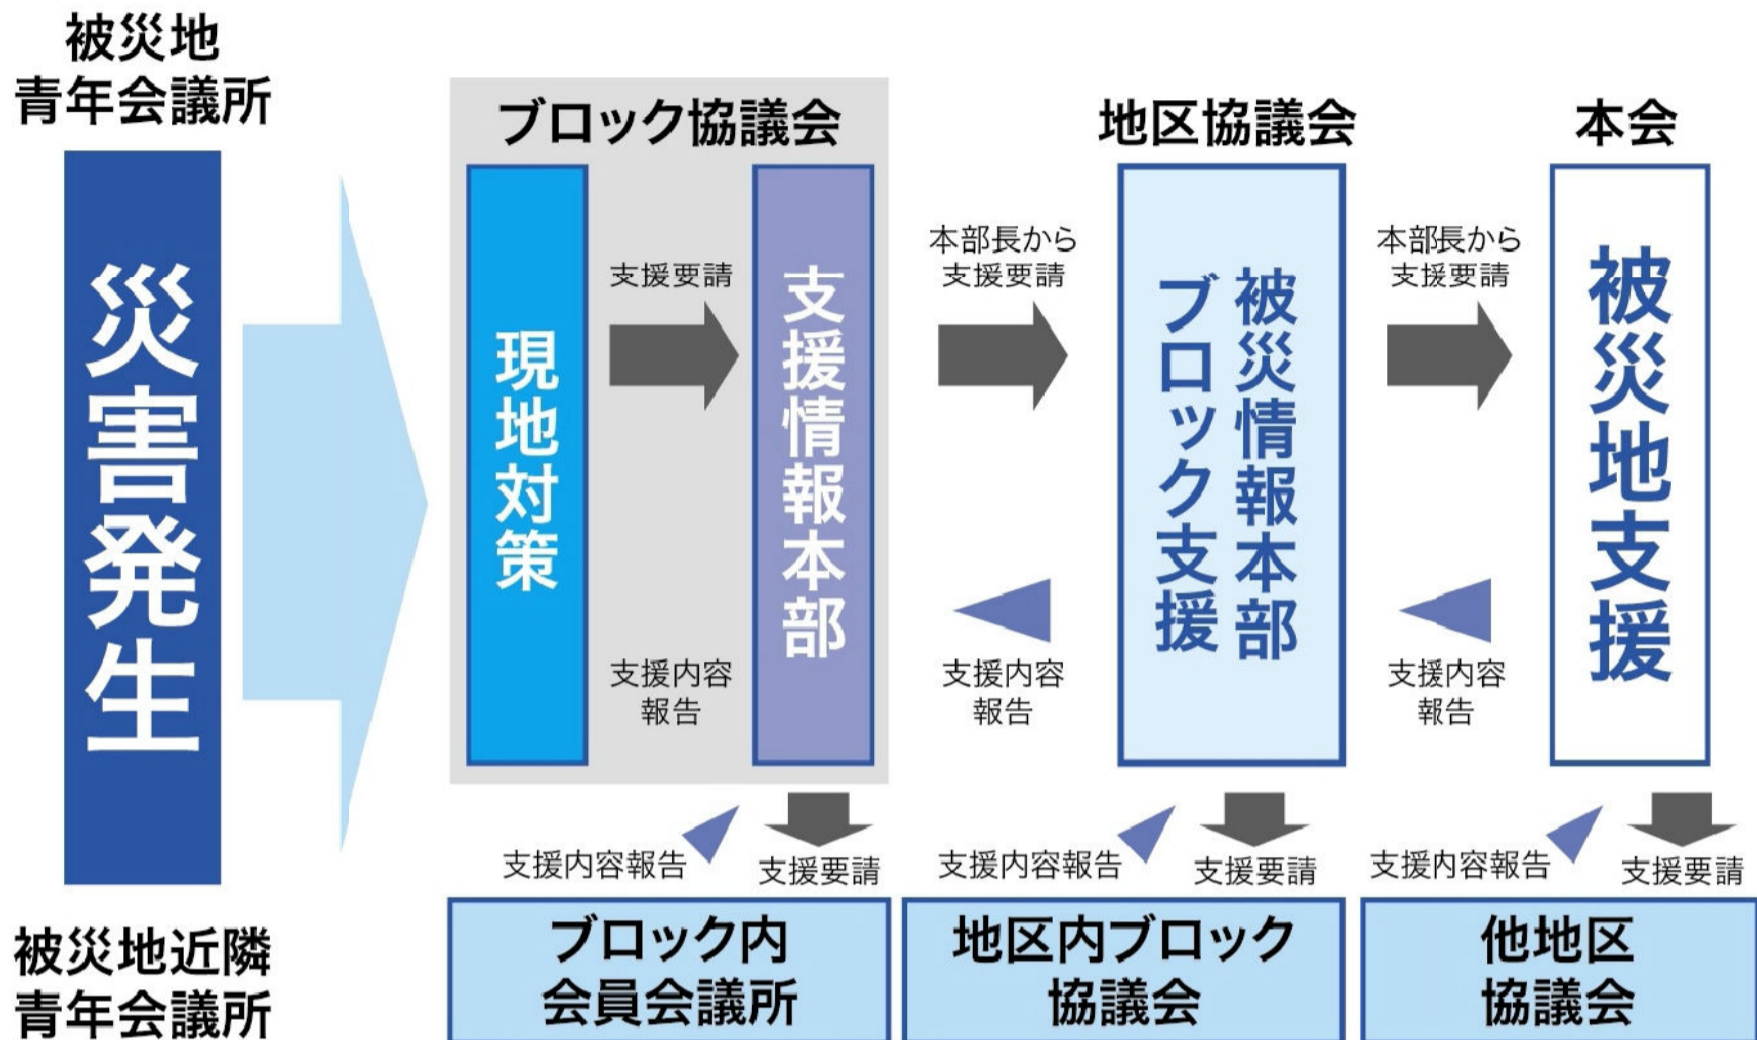 被災地
青年会議所
災害発生
被災地近隣
青年会議所
ブロック協議会
現地対策
支援要請
支援内容
報告
支援情報本部
本部長から
支援要請
支援内容
報告
地区協議会
被災情報本部
ブロック支援
本部長から
支援要請
支援内容
報告
本会
被災地支援
支援内容報告
支援要請
ブロック内
会員会議所
支援内容報告
支援要請
地区内ブロック
協議会
支援内容報告
支援要請
他地区
協議会